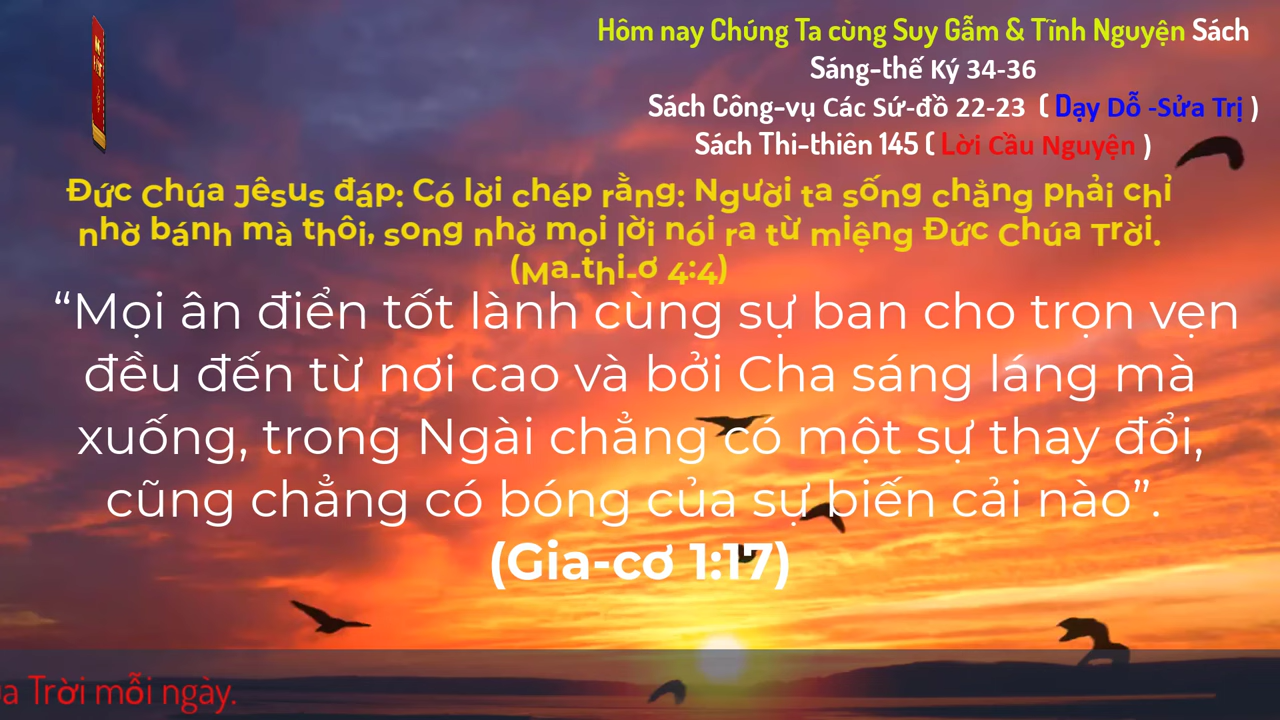 Hôm nay Chúng Ta cùng Suy Gẫm & Tĩnh Nguyện Sách
Sáng-thế Ký 34-36
Sách Công-vụ Các Sứ-đồ 22-23 ( Dạy Dỗ -Sửa Trị )
Sách Thi-thiên 145 ( Lời Cầu Nguyện )
Đức Chúa Jêsus đáp: Có lời chép rằng: Người ta sống chẳng phải chỉ
nhờ bánh mà thôi, song nhờ mọi lời nói ra từ miệng Đức Chúa Trời.
(Ma-thi-ơ 4:4)
“Mọi ân điển tốt lành cùng sự ban cho trọn vẹn
đều đến từ nơi cao và bởi Cha sáng láng mà
xuống, trong Ngài chẳng có một sự thay đổi,
cũng chẳng có bóng của sự biến cải nào”.
(Gia-cơ 1:17)
Trời mỗi ngày.